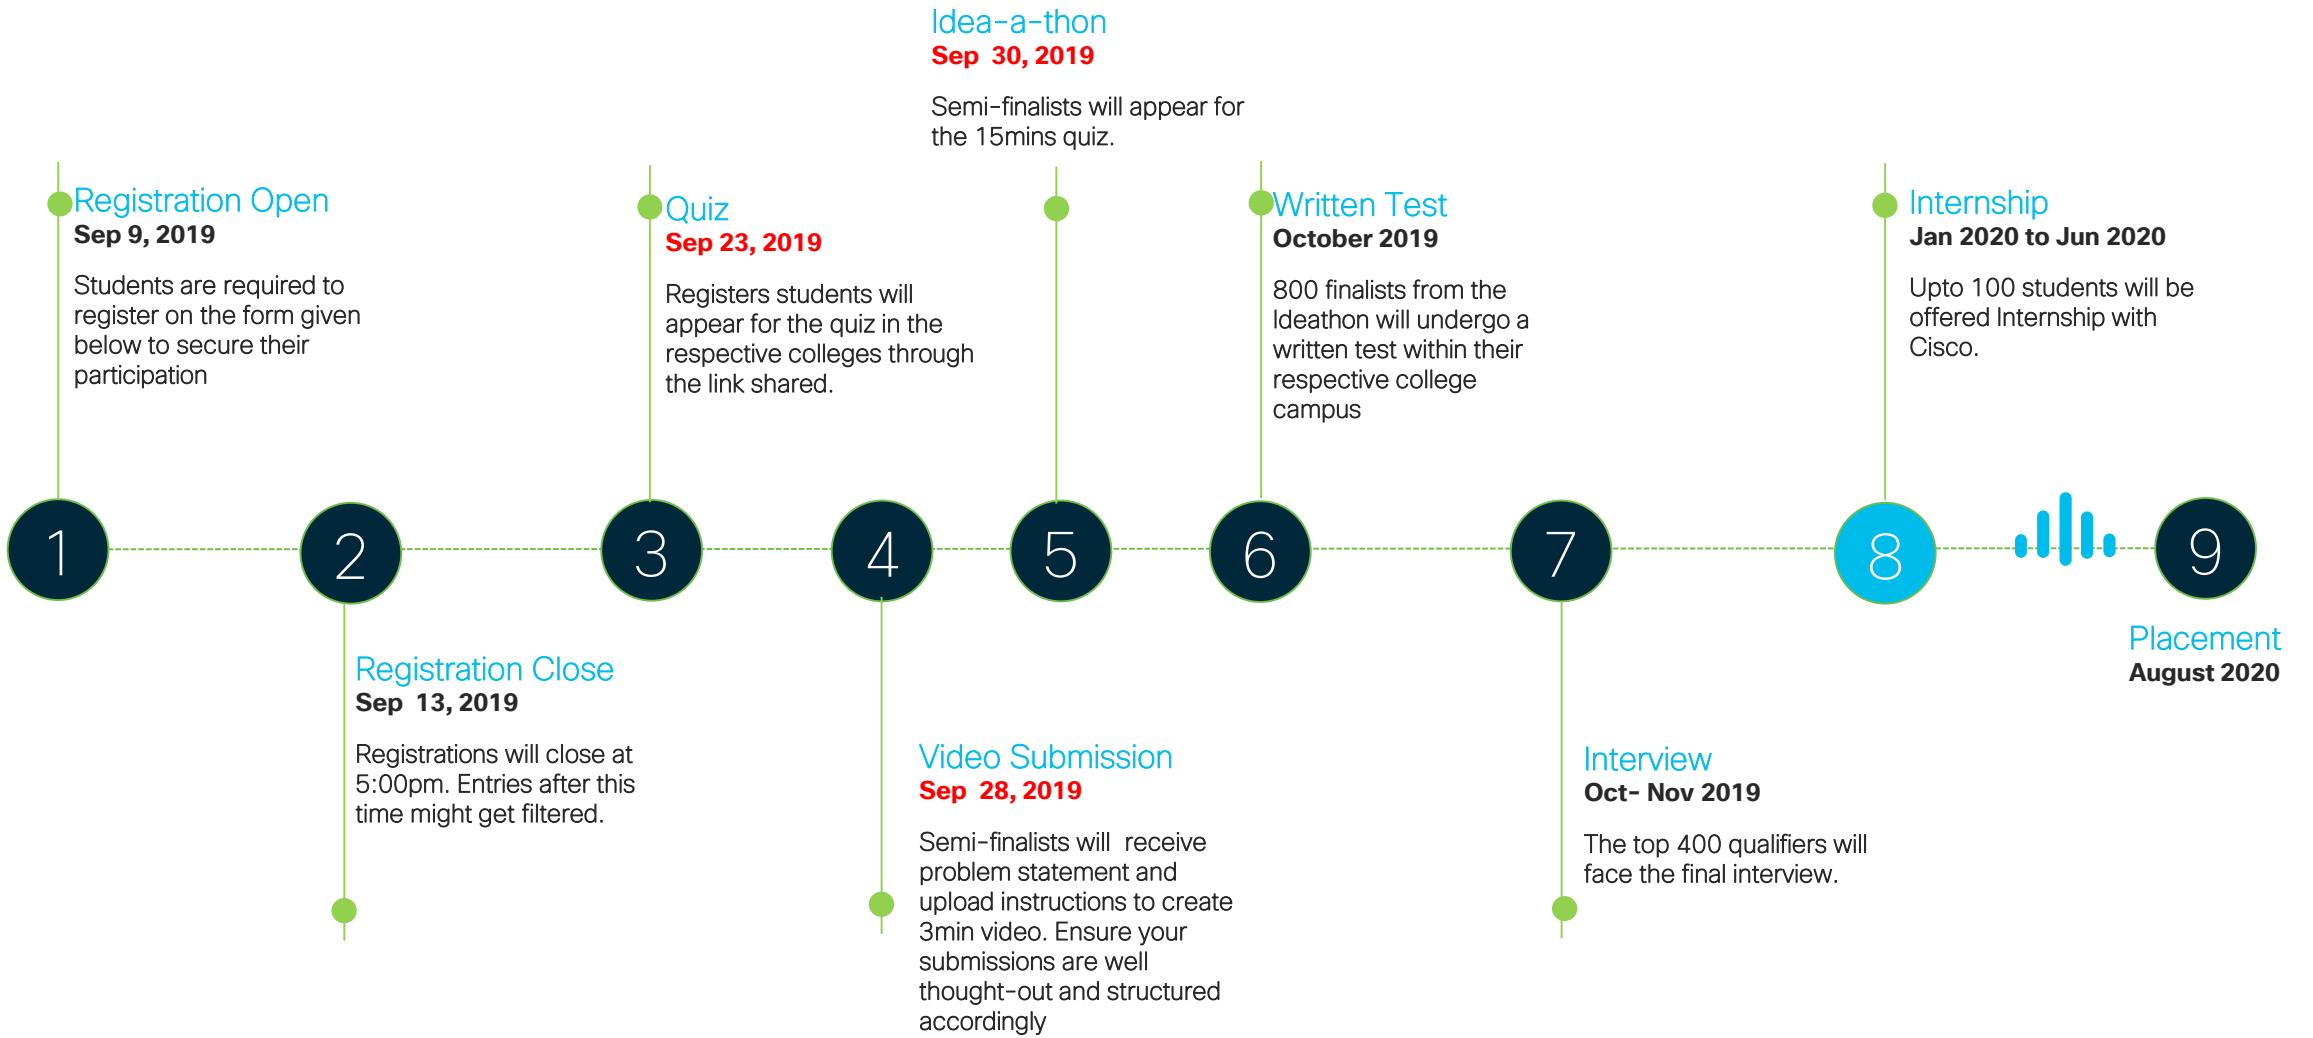 Idea-a-thon
Sep 30, 2019
Semi-finalists will appear for
the 15mins quiz.
Registration Open
Sep 9, 2019
Students are required to
register on the form given
below to secure their
participation
Quiz
Sep 23, 2019
Registers students will
appear for the quiz in the
respective colleges through
the link shared.
Written Test
October 2019
800 finalists from the
Ideathon will undergo a
written test within their
respective college
campus
Internship
Jan 2020 to Jun 2020
Upto 100 students will be
offered Internship with
Cisco.
1
2
3
4
5
6
7
8
9
Registration Close
Sep 13, 2019
Registrations will close at
5:00pm. Entries after this
time might get filtered.
Video Submission
Sep 28, 2019
Semi-finalists will receive
problem statement and
upload instructions to create
3min video. Ensure your
submissions are well
thought-out and structured
accordingly
Interview
Oct- Nov 2019
The top 400 qualifiers will
face the final interview.
Placement
August 2020